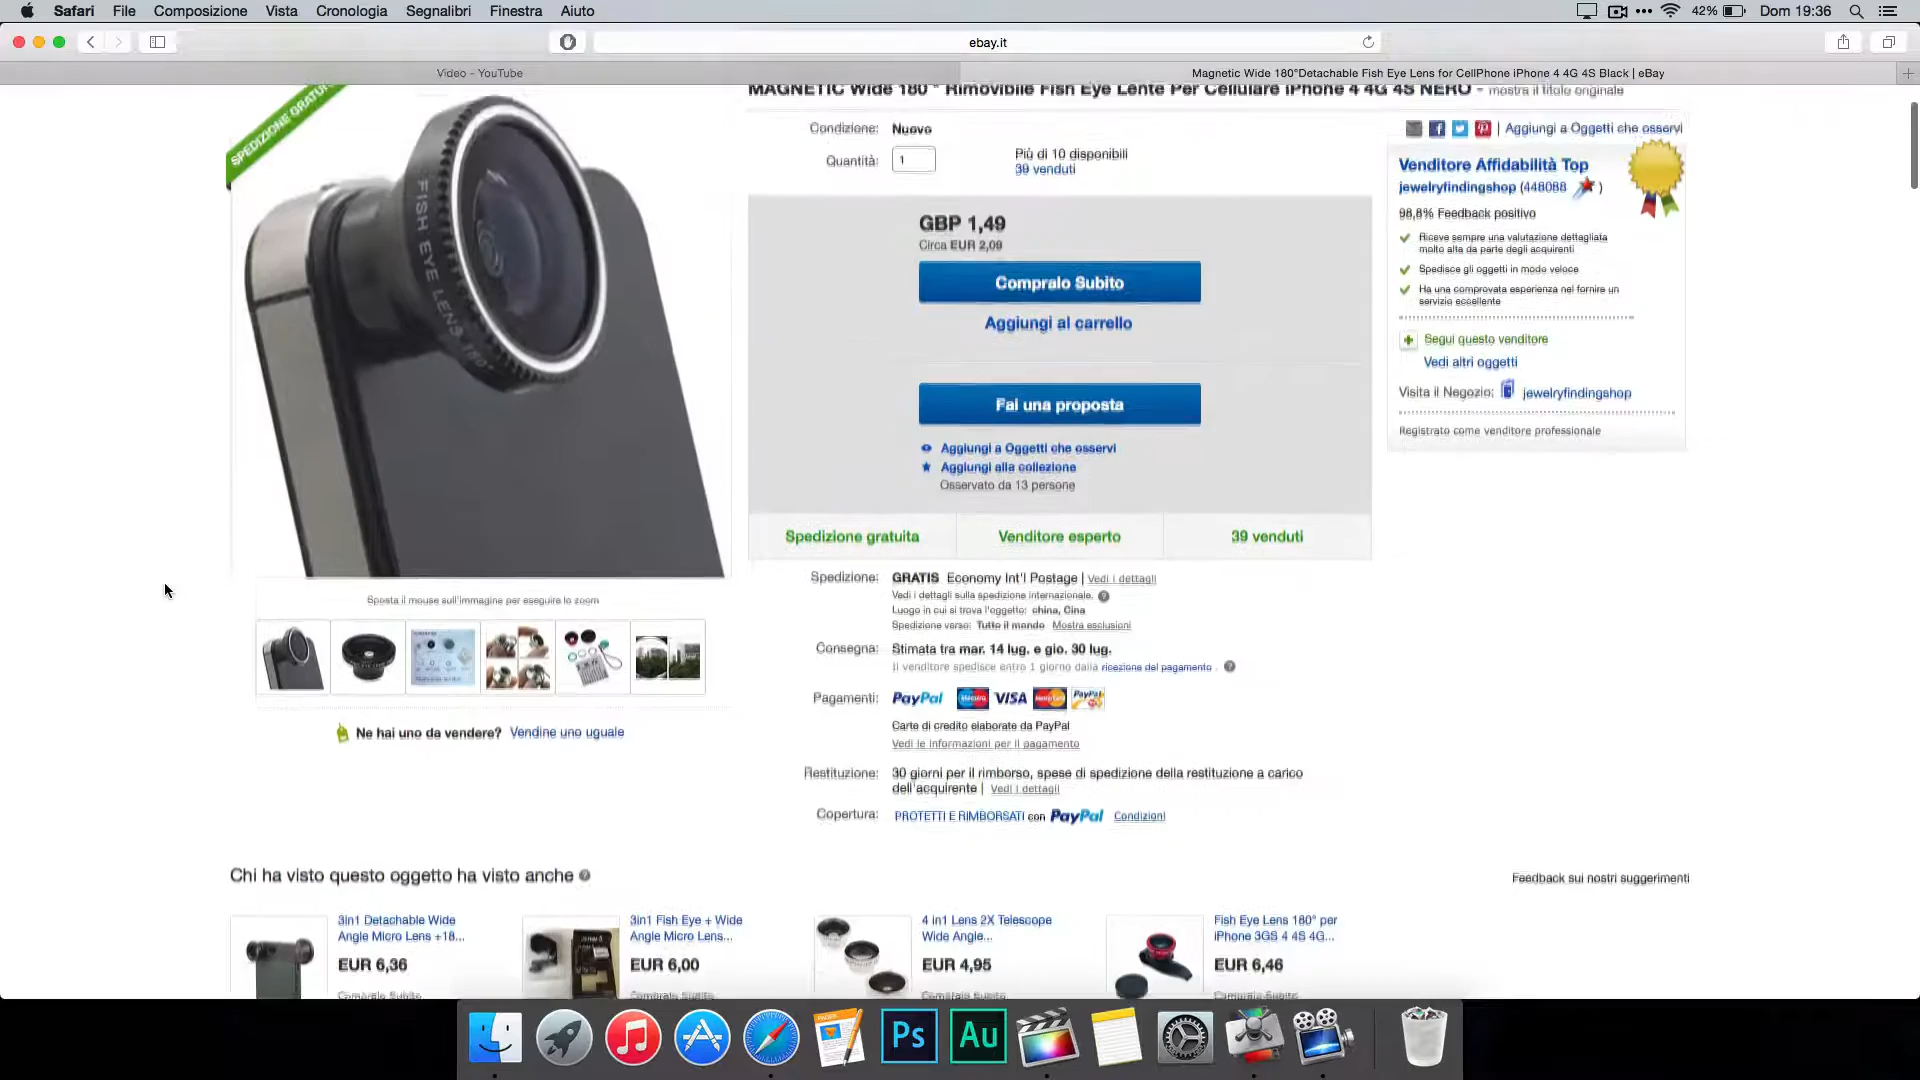 Safari File Composizione Vista Cronologia Segnalibri Finestra Aiuto 42% Dom 19:36
ebay.it
Video - YouTube
Magnetic Wide 180°Detachable Fish Eye Lens for CellPhone iPhone 4 4G 4S Black | eBay
SPEDIZIONE GRATUITA
FISH EYE LENS 180°
MAGNETIC Wide 180 ° Rimovibile Fish Eye Lente Per Cellulare iPhone 4 4G 4S NERO - mostra il titolo originale
Condizione: Nuovo
Quantità: 1
Più di 10 disponibili
39 venduti
GBP 1,49
Circa EUR 2,09
Compralo Subito
Aggiungi al carrello
Fai una proposta
Aggiungi a Oggetti che osservi
Aggiungi alla collezione
Osservato da 13 persone
Spedizione gratuita
Venditore esperto
39 venduti
| Aggiungi a Oggetti che osservi
Venditore Affidabilità Top
jewelryfindingshop (448088 )
98,8% Feedback positivo
Riceve sempre una valutazione dettagliata
molto alta da parte degli acquirenti
Spedisce gli oggetti in modo veloce
Ha una comprovata esperienza nel fornire un
servizio eccellente
Segui questo venditore
Vedi altri oggetti
Visita il Negozio: jewelryfindingshop
Registrato come venditore professionale
Spedizione: GRATIS Economy Int'l Postage | Vedi i dettagli
Vedi i dettagli sulla spedizione internazionale.
Luogo in cui si trova l'oggetto: china, Cina
Spedizione verso: Tutto il mondo Mostra esclusioni
Consegna: Stimata tra mar. 14 lug. e gio. 30 lug.
Il venditore spedisce entro 1 giorno dalla ricezione del pagamento .
Pagamenti: PayPal Maestro VISA MasterCard PayPal
Carte di credito elaborate da PayPal
Vedi le informazioni per il pagamento
Restituzione: 30 giorni per il rimborso, spese di spedizione della restituzione a carico
dell'acquirente | Vedi i dettagli
Copertura: PROTETTI E RIMBORSATI con PayPal Condizioni
Sposta il mouse sull'immagine per eseguire lo zoom
Ne hai uno da vendere? Vendine uno uguale
Chi ha visto questo oggetto ha visto anche
Feedback sui nostri suggerimenti
3in1 Detachable Wide
Angle Micro Lens +18...
EUR 6,36
Compralo Subito
3in1 Fish Eye + Wide
Angle Micro Lens...
EUR 6,00
Compralo Subito
4 in1 Lens 2X Telescope
Wide Angle...
EUR 4,95
Compralo Subito
Fish Eye Lens 180° per
iPhone 3GS 4 4S 4G...
EUR 6,46
Compralo Subito
PAGES
Ps
Au